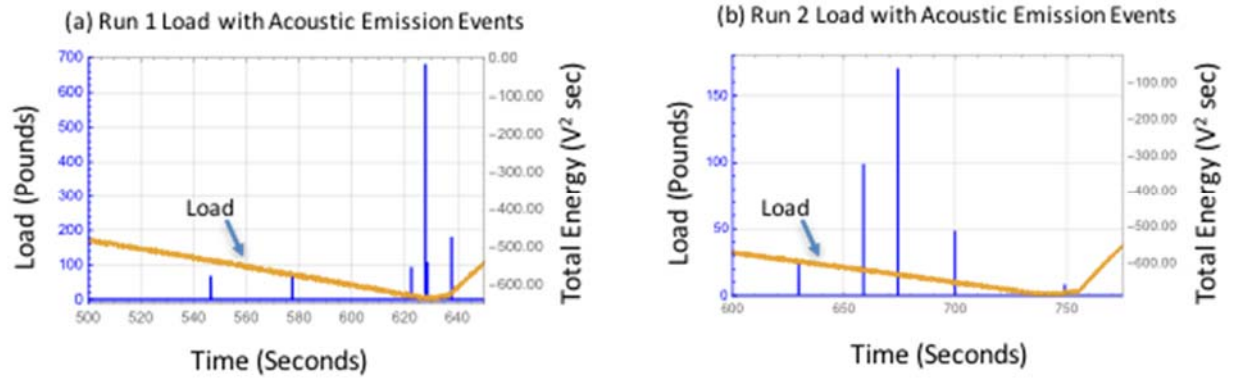 (a) Run 1 Load with Acoustic Emission Events
700
600
500
400
300
200
100
0
Load (Pounds)
Load
0.00
-100.00
-200.00
-300.00
-400.00
-500.00
-600.00
Total Energy (V² sec)
500 520 540 560 580 600 620 640
Time (Seconds)
(b) Run 2 Load with Acoustic Emission Events
150
100
50
0
Load (Pounds)
Load
-100.00
-200.00
-300.00
-400.00
-500.00
-600.00
Total Energy (V² sec)
600 650 700 750
Time (Seconds)